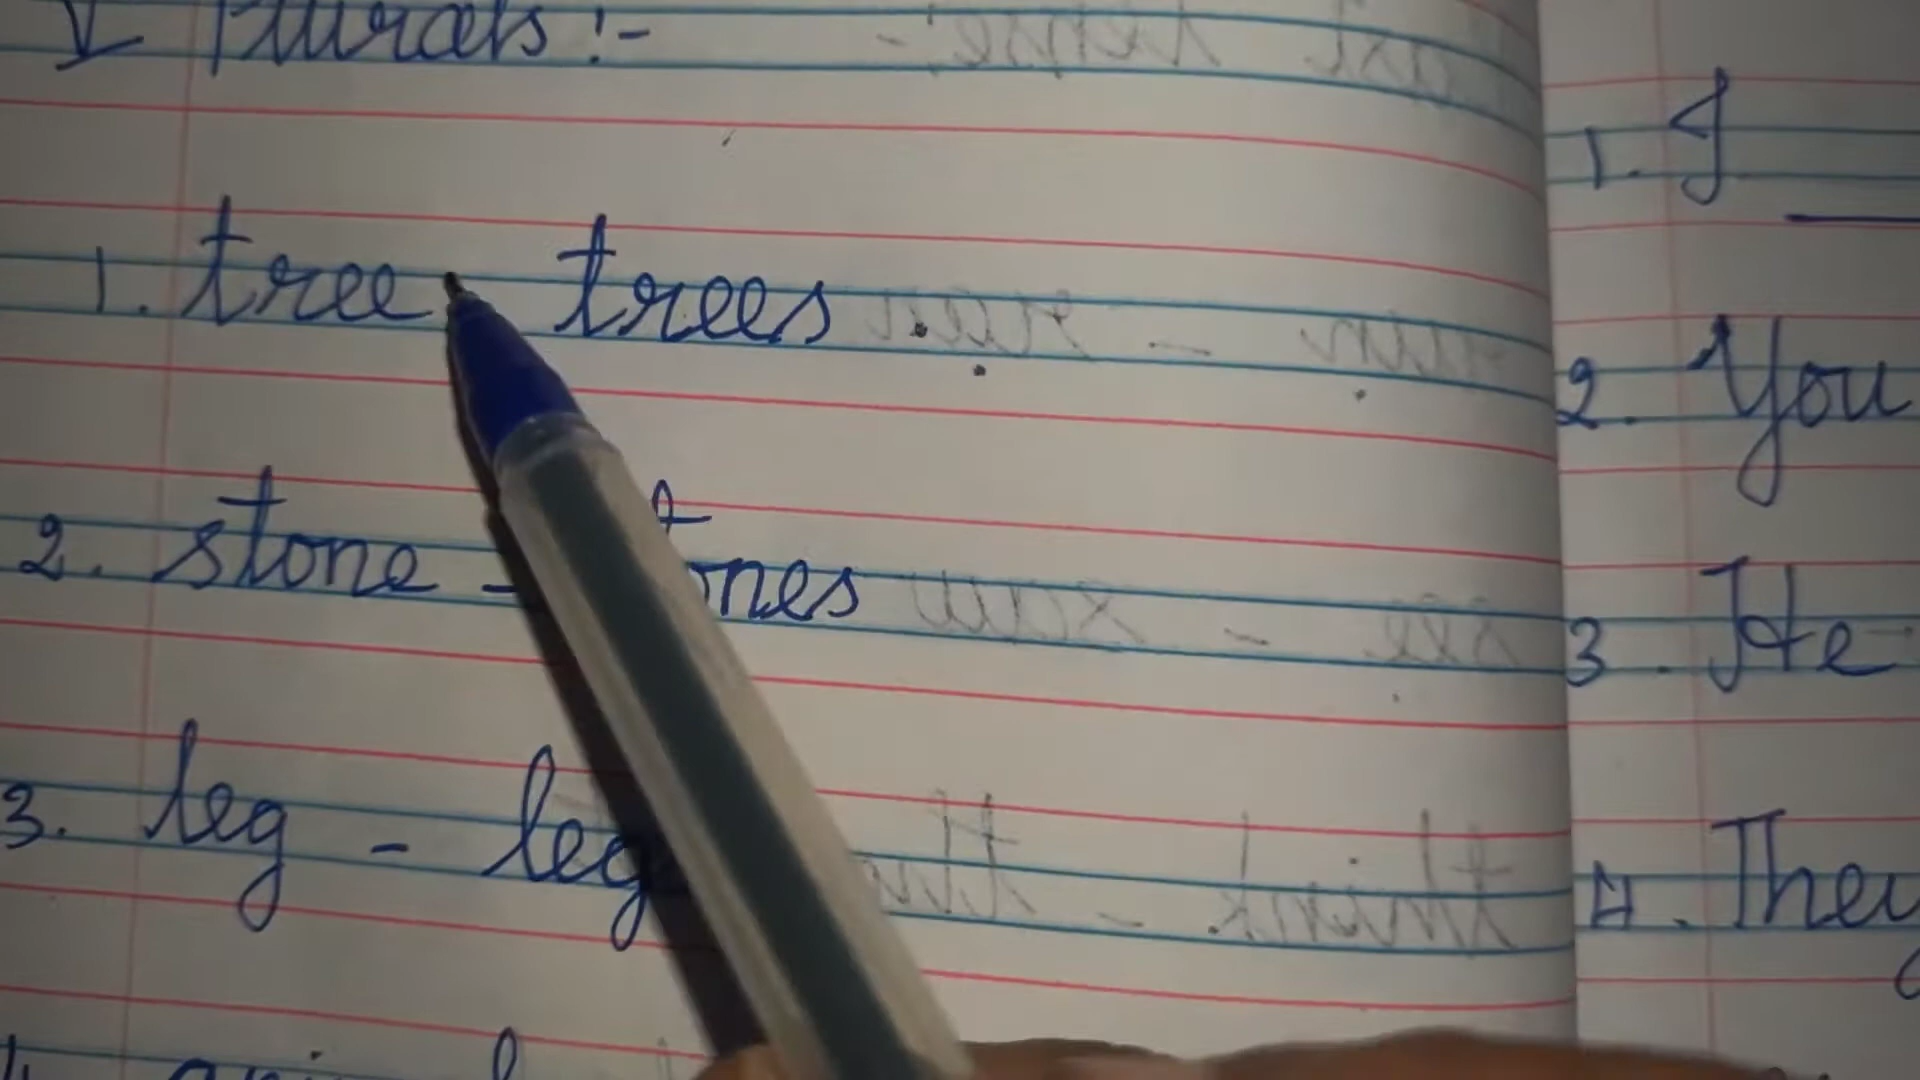 V Plurals :-
1. tree trees
2. stone - stones
3. leg - leg
1. I
2. You
3. He
4. They